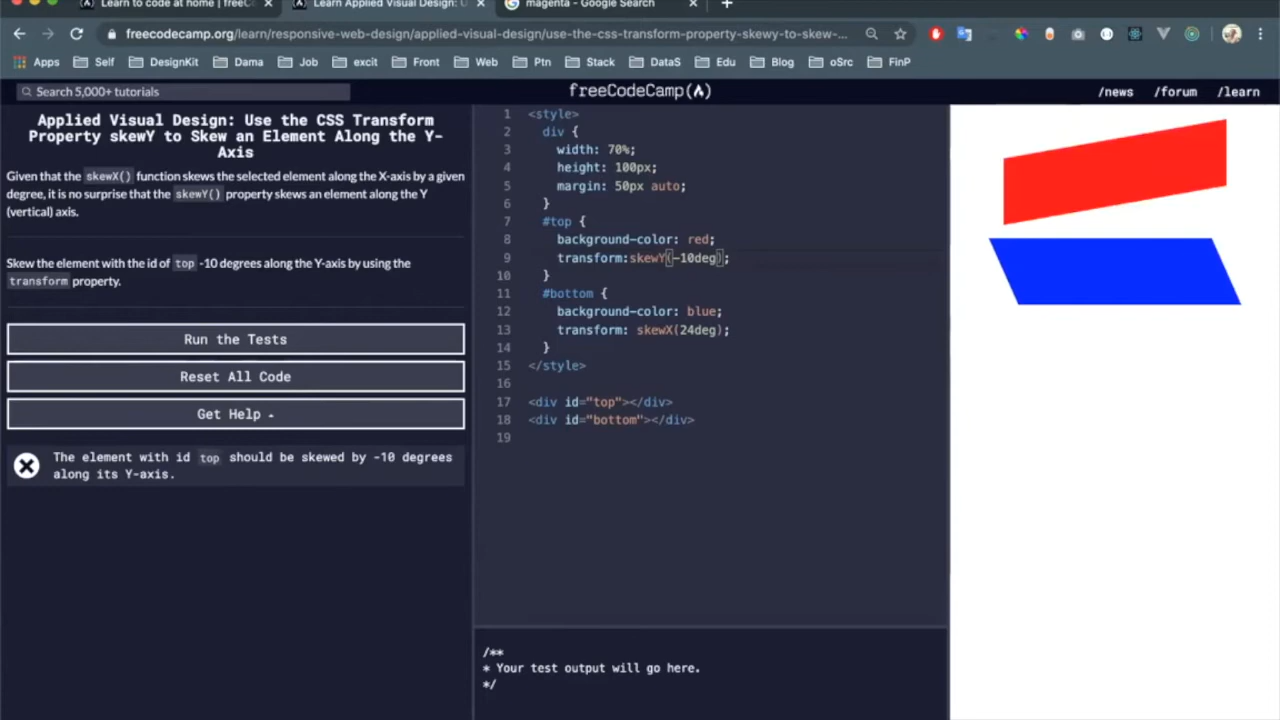 Learn to code at home | freeC
Learn Applied Visual Design: U
magenta - Google Search
freecodecamp.org/learn/responsive-web-design/applied-visual-design/use-the-css-transform-property-skewy-to-skew-...
Apps Self DesignKit Dama Job excit Front Web Ptn Stack DataS Edu Blog oSrc FinP
Search 5,000+ tutorials
freeCodeCamp
/news /forum /learn
Applied Visual Design: Use the CSS Transform
Property skewY to Skew an Element Along the Y-
Axis
Given that the skewX() function skews the selected element along the X-axis by a given
degree, it is no surprise that the skewY() property skews an element along the Y
(vertical) axis.
Skew the element with the id of top -10 degrees along the Y-axis by using the
transform property.
Run the Tests
Reset All Code
Get Help
The element with id top should be skewed by -10 degrees
along its Y-axis.
1 <style>
2 div {
3 width: 70%;
4 height: 100px;
5 margin: 50px auto;
6 }
7 #top {
8 background-color: red;
9 transform:skewY(-10deg);
10 }
11 #bottom {
12 background-color: blue;
13 transform: skewX(24deg);
14 }
15 </style>
16
17 <div id="top"></div>
18 <div id="bottom"></div>
19
/**
* Your test output will go here.
*/